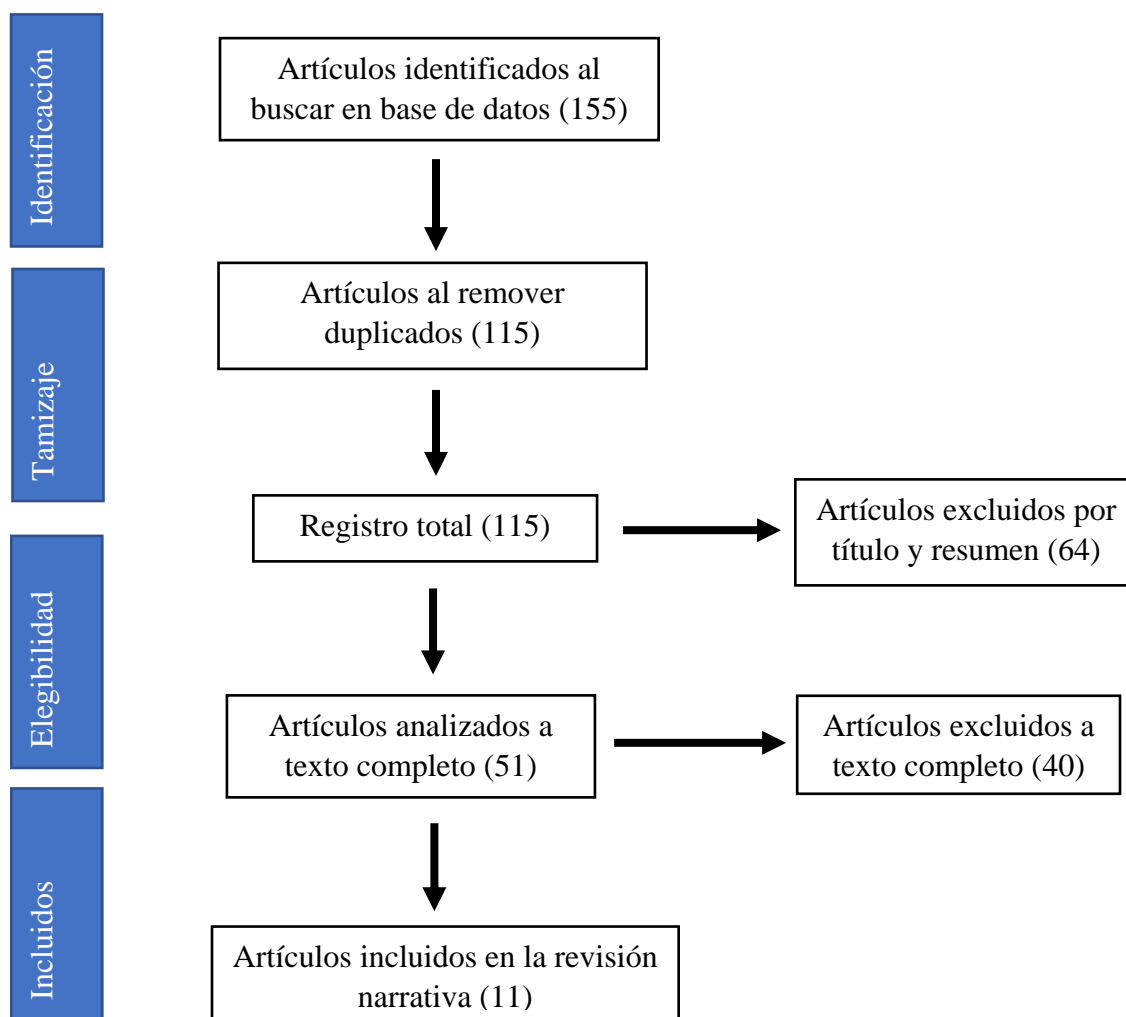 Identificación
Artículos identificados al
buscar en base de datos (155)
Tamizaje
Artículos al remover
duplicados (115)
Registro total (115)
Artículos excluidos por
título y resumen (64)
Elegibilidad
Artículos analizados a
texto completo (51)
Artículos excluidos a
texto completo (40)
Incluidos
Artículos incluidos en la revisión
narrativa (11)